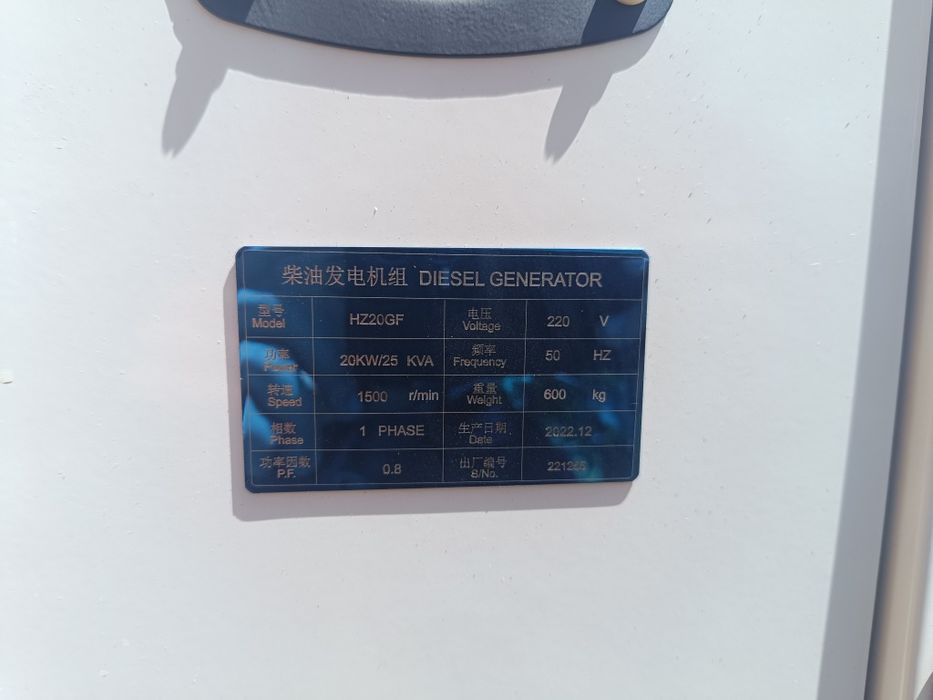 柴油发电机组 DIESEL GENERATOR
型号 HZ20GF 电压 220 V
Model Voltage
功率 20KW/25 KVA 频率 50 HZ
Power Frequency
转速 1500 r/min 重量 600 kg
Speed Weight
相数 1 PHASE 生产日期 2022.12
Phase Date
功率因数 0.8 出厂编号
P.F. S/No.